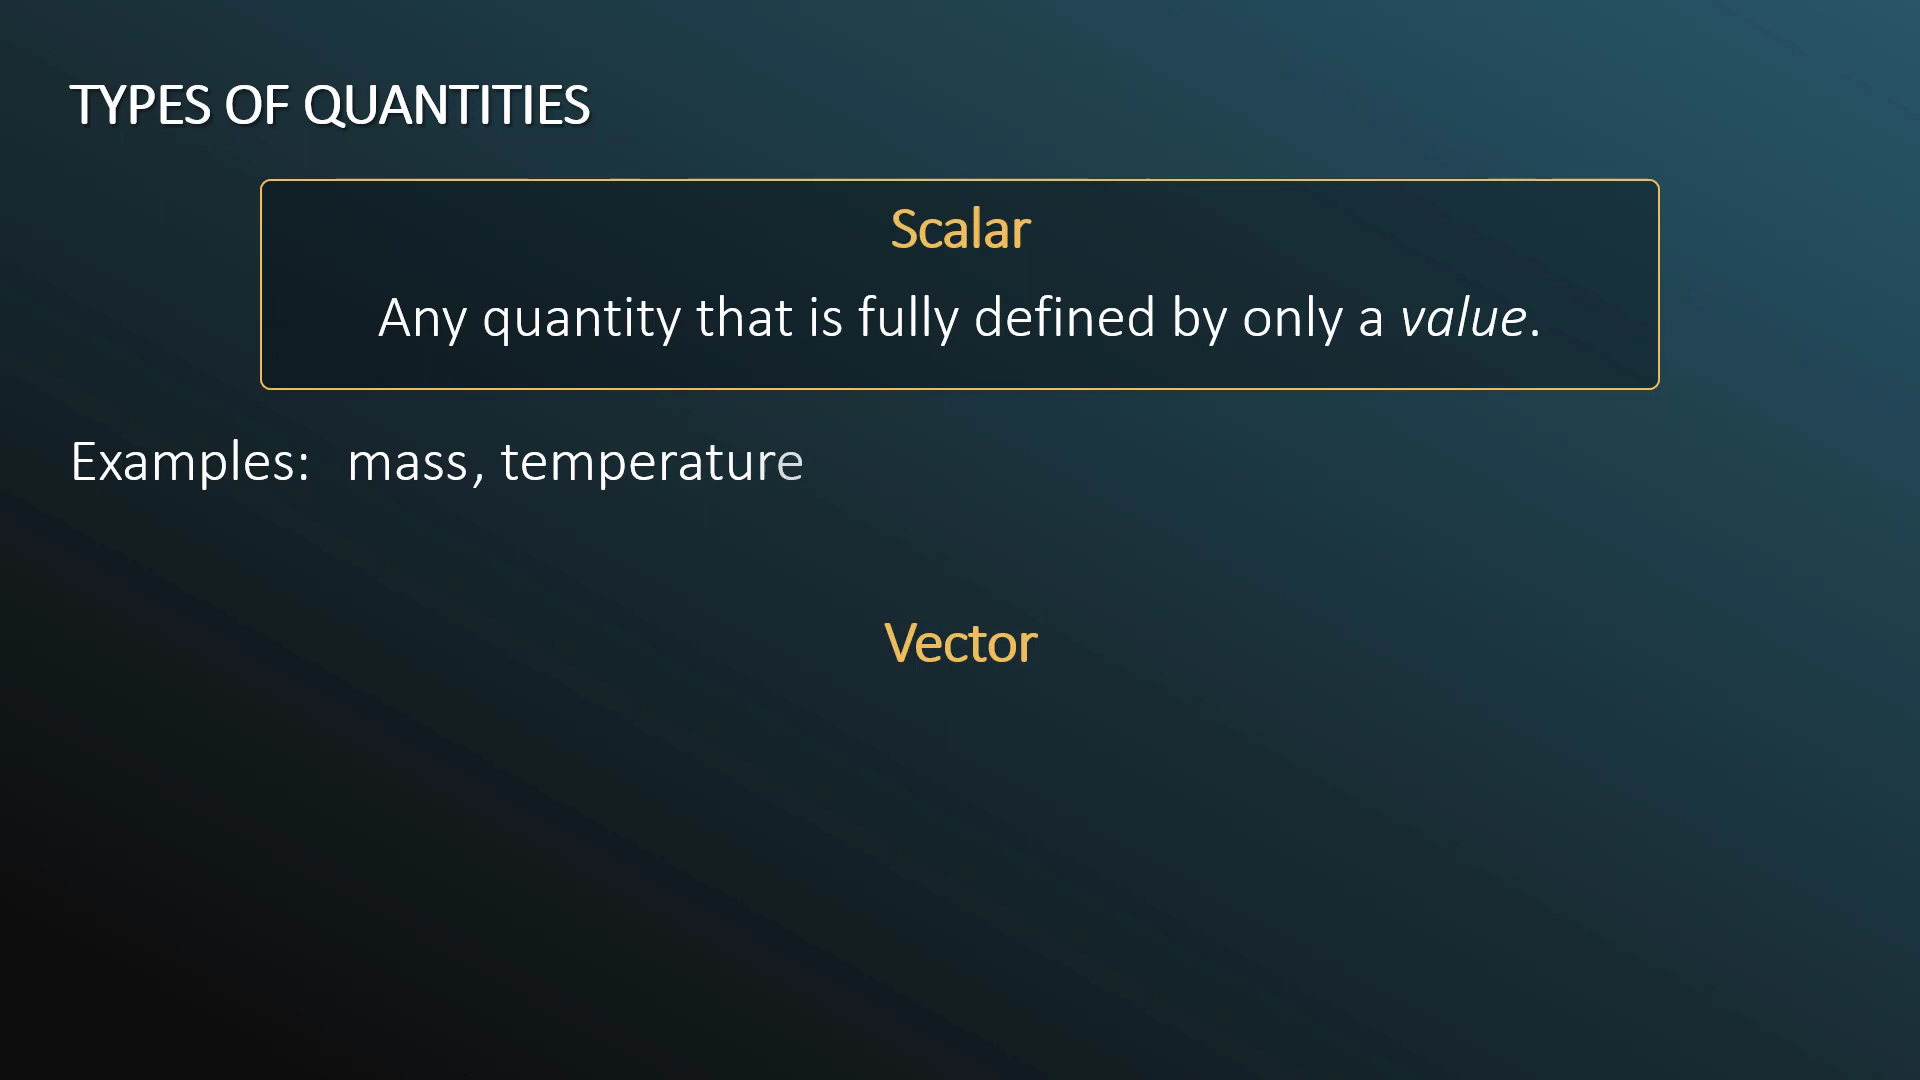 TYPES OF QUANTITIES
Scalar
Any quantity that is fully defined by only a value.
Examples: mass, temperature
Vector